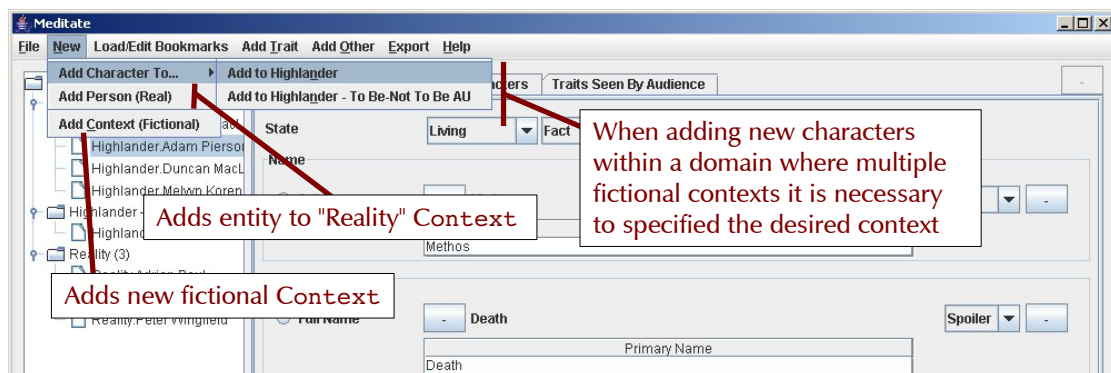 Meditate
File New Load/Edit Bookmarks Add Trait Add Other Export Help
Add Character To... Add to Highlander
Add Person (Real) Add to Highlander - To Be-Not To Be AU
Traits Seen By Audience -
Add Context (Fictional)
State Living Fact
When adding new characters
within a domain where multiple
fictional contexts it is necessary
to specified the desired context
Highlander.Adam Pierson
Name
Highlander.Duncan MacL
Highlander.Melvyn Koren
-
Adds entity to "Reality" Context
Methos
Reality (3)
Adds new fictional Context
Reality.Peter Wingfield
Full Name - Death Spoiler -
Primary Name
Death